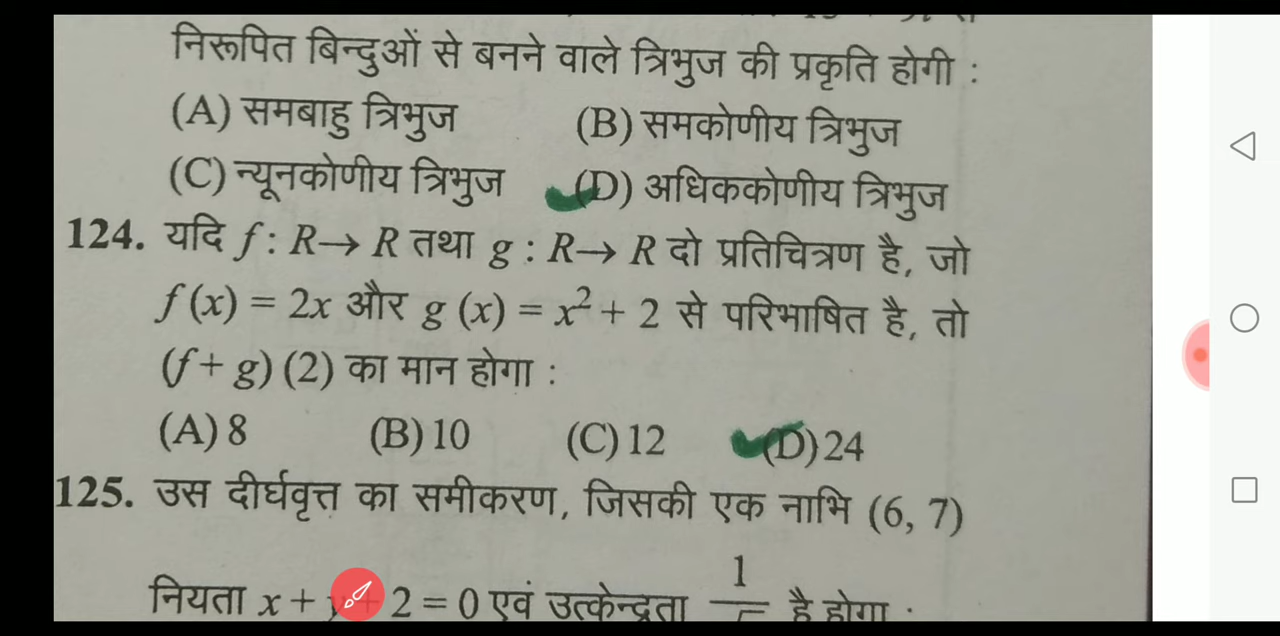 निरूपित बिन्दुओं से बनने वाले त्रिभुज की प्रकृति होगी :
(A) समबाहु त्रिभुज (B) समकोणीय त्रिभुज
(C) न्यूनकोणीय त्रिभुज (D) अधिककोणीय त्रिभुज
124. यदि f : R→ R तथा g : R→ R दो प्रतिचित्रण है, जो
f (x) = 2x और g (x) = x² + 2 से परिभाषित है, तो
(f + g) (2) का मान होगा :
(A) 8 (B) 10 (C) 12 (D) 24
125. उस दीर्घवृत्त का समीकरण, जिसकी एक नाभि (6, 7)
नियता x + 2 = 0 एवं उत्केन्द्रता 1 है होगा